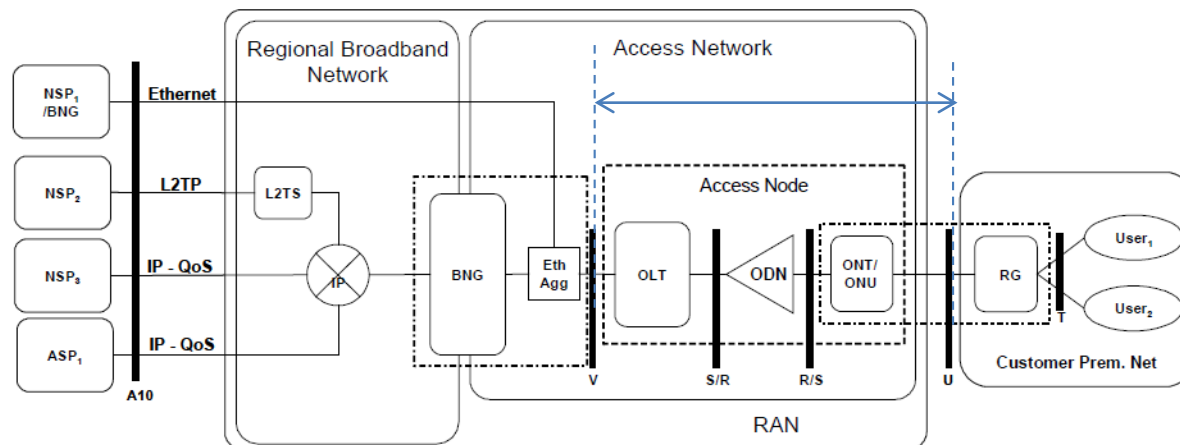 Regional Broadband
Network
Access Network
NSP1
/BNG
Ethernet
NSP2
L2TP
L2TS
Access Node
NSP3
IP - QoS
IP
BNG
Eth
Agg
OLT
ODN
ONT/
ONU
RG
User1
User2
T
ASP1
IP - QoS
Customer Prem. Net
A10
V
S/R
R/S
U
RAN